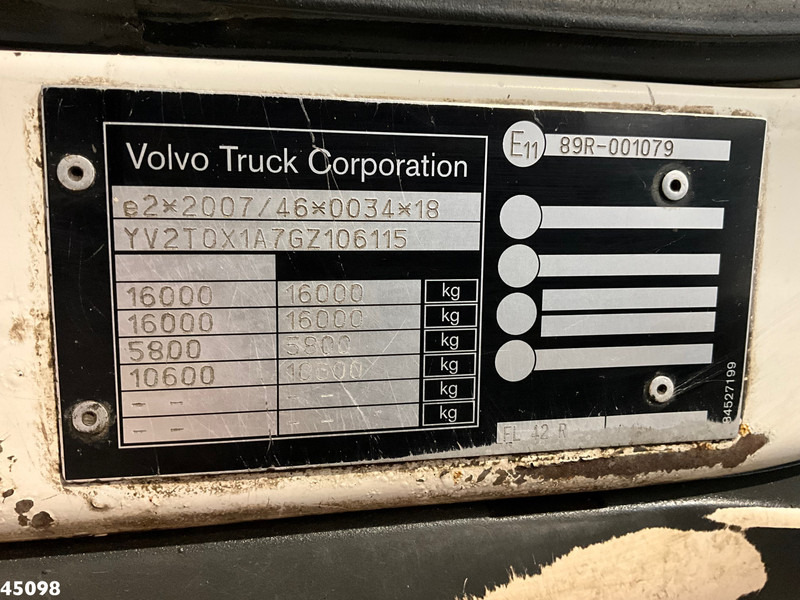 Volvo Truck Corporation
e2*2007/46*0034*18
YV2T0X1A7GZ106115
16000 16000 kg
16000 16000 kg
5800 5800 kg
10600 10600 kg
- - - - kg
- - - - kg
E11 89R-001079
FL 42 R
84527199
45098